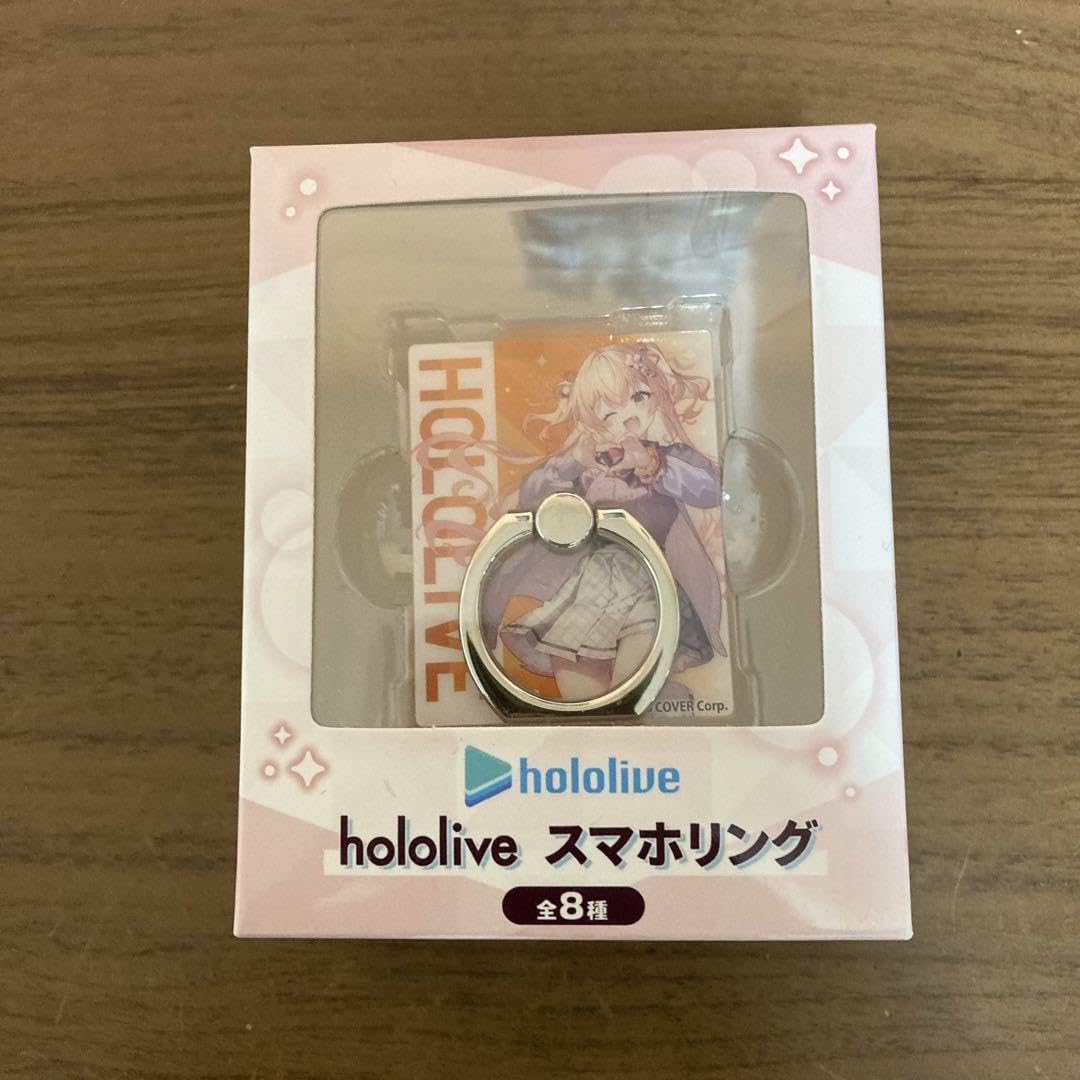 HOLOLIVE
COVER Corp.
hololive
hololive スマホリング
全8種